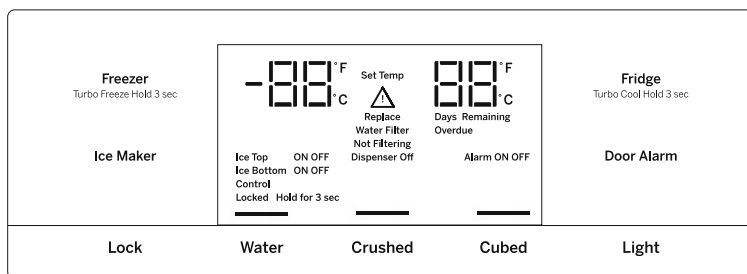 Freezer
Turbo Freeze Hold 3 sec
Ice Maker
-88 °F °C
Set Temp
Replace
Water Filter
Not Filtering
Dispenser Off
88 °F °C
Days Remaining
Overdue
Ice Top ON OFF
Ice Bottom ON OFF
Control
Locked Hold for 3 sec
Alarm ON OFF
Fridge
Turbo Cool Hold 3 sec
Door Alarm
Lock Water Crushed Cubed Light